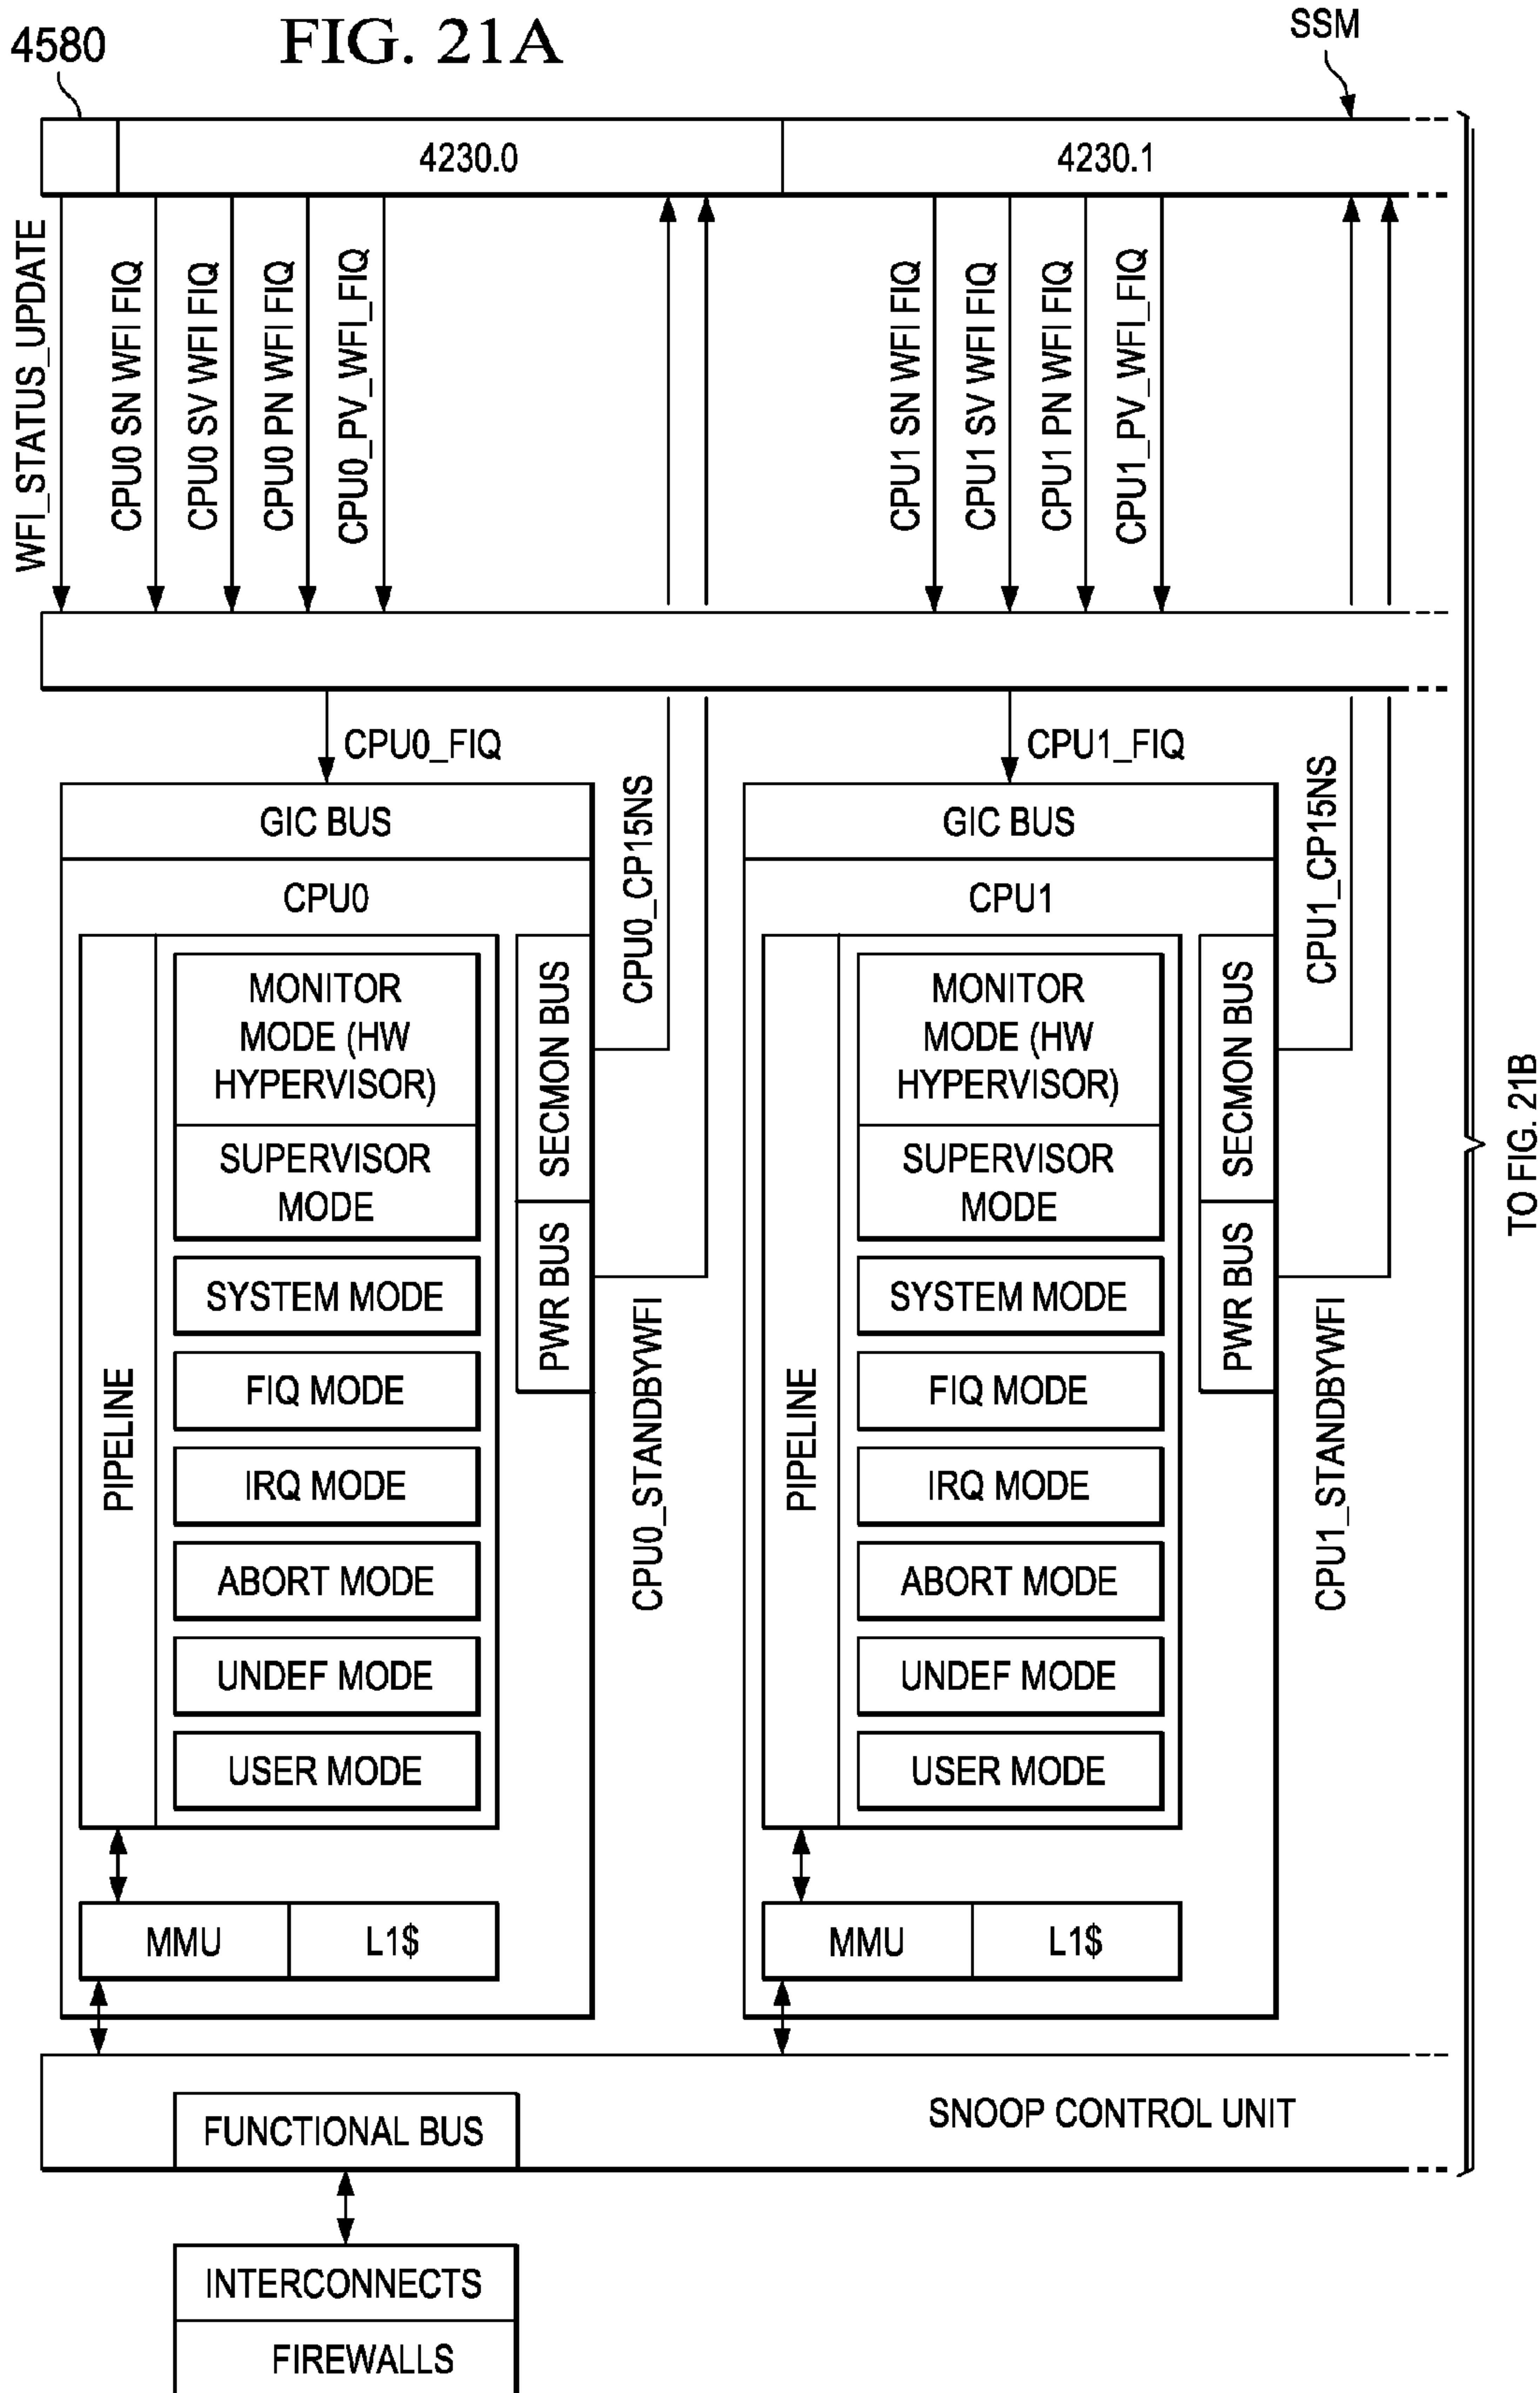 FIG. 21A
4580
SSM
4230.0
4230.1
WFI_STATUS_UPDATE
CPU0 SN WFI FIQ
CPU0 SV WFI FIQ
CPU0 PN WFI FIQ
CPU0_PV_WFI_FIQ
CPU1 SN WFI FIQ
CPU1 SV WFI FIQ
CPU1 PN WFI FIQ
CPU1_PV_WFI_FIQ
CPU0_FIQ
CPU1_FIQ
GIC BUS
CPU0
PIPELINE
MONITOR
MODE (HW
HYPERVISOR)
SUPERVISOR
MODE
SYSTEM MODE
FIQ MODE
IRQ MODE
ABORT MODE
UNDEF MODE
USER MODE
SECMON BUS
PWR BUS
CPU0_CP15NS
CPU0_STANDBYWFI
MMU
L1$
GIC BUS
CPU1
PIPELINE
MONITOR
MODE (HW
HYPERVISOR)
SUPERVISOR
MODE
SYSTEM MODE
FIQ MODE
IRQ MODE
ABORT MODE
UNDEF MODE
USER MODE
SECMON BUS
PWR BUS
CPU1_CP15NS
CPU1_STANDBYWFI
MMU
L1$
TO FIG. 21B
SNOOP CONTROL UNIT
FUNCTIONAL BUS
INTERCONNECTS
FIREWALLS